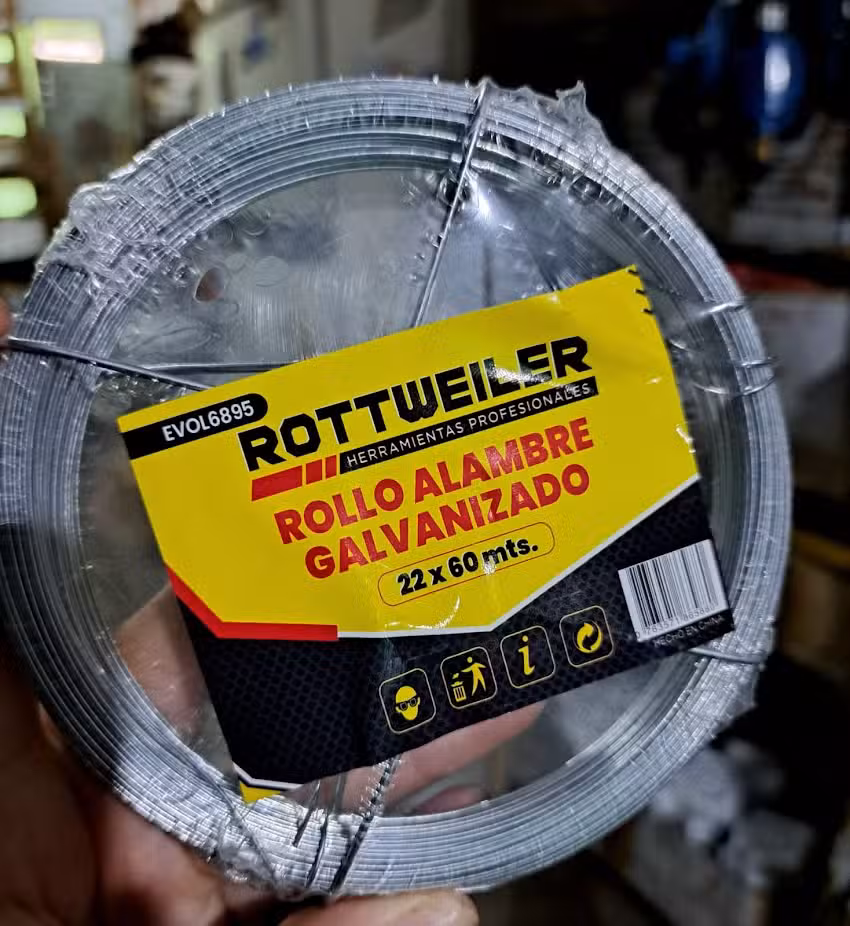 EVOL6895
ROTTWEILER
HERRAMIENTAS PROFESIONALES
ROLLO ALAMBRE
GALVANIZADO
22 x 60 mts.
HECHO EN CHINA